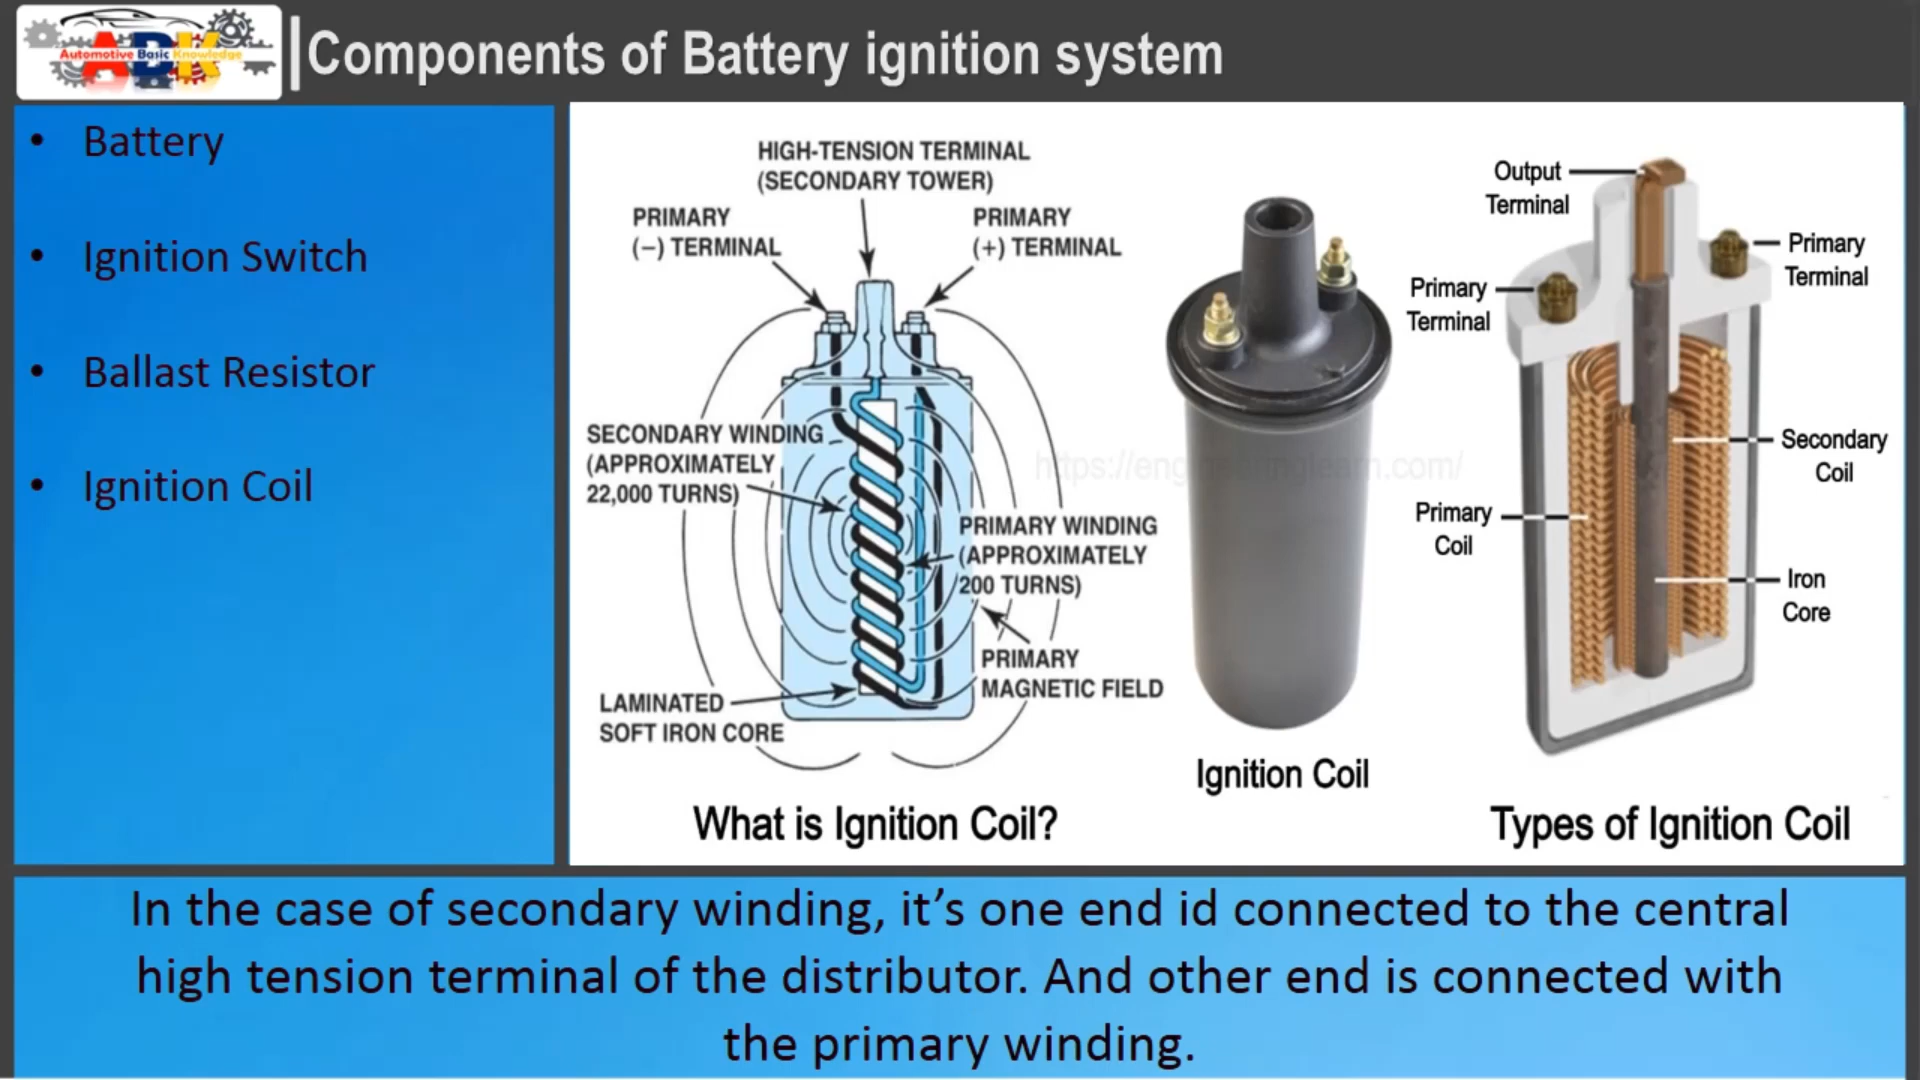 Automotive Basic Knowledge
ABK
Components of Battery ignition system
• Battery
• Ignition Switch
• Ballast Resistor
• Ignition Coil
HIGH-TENSION TERMINAL
(SECONDARY TOWER)
PRIMARY
(–) TERMINAL
PRIMARY
(+) TERMINAL
SECONDARY WINDING
(APPROXIMATELY
22,000 TURNS)
PRIMARY WINDING
(APPROXIMATELY
200 TURNS)
PRIMARY
MAGNETIC FIELD
LAMINATED
SOFT IRON CORE
What is Ignition Coil?
https://engineeringlearn.com/
Ignition Coil
Output
Terminal
Primary
Terminal
Primary
Terminal
Secondary
Coil
Primary
Coil
Iron
Core
Types of Ignition Coil
In the case of secondary winding, it’s one end id connected to the central
high tension terminal of the distributor. And other end is connected with
the primary winding.